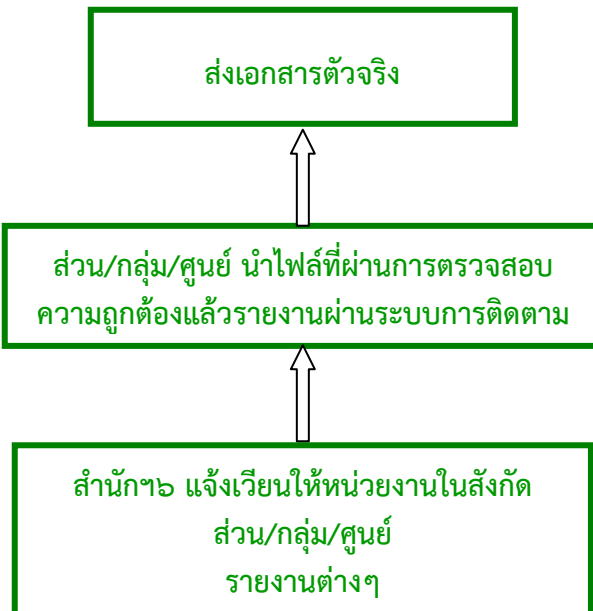 ส่งเอกสารตัวจริง
ส่วน/กลุ่ม/ศูนย์ นำไฟล์ที่ผ่านการตรวจสอบ
ความถูกต้องแล้วรายงานผ่านระบบการติดตาม
สำนักฯ๖ แจ้งเวียนให้หน่วยงานในสังกัด
ส่วน/กลุ่ม/ศูนย์
รายงานต่างๆ